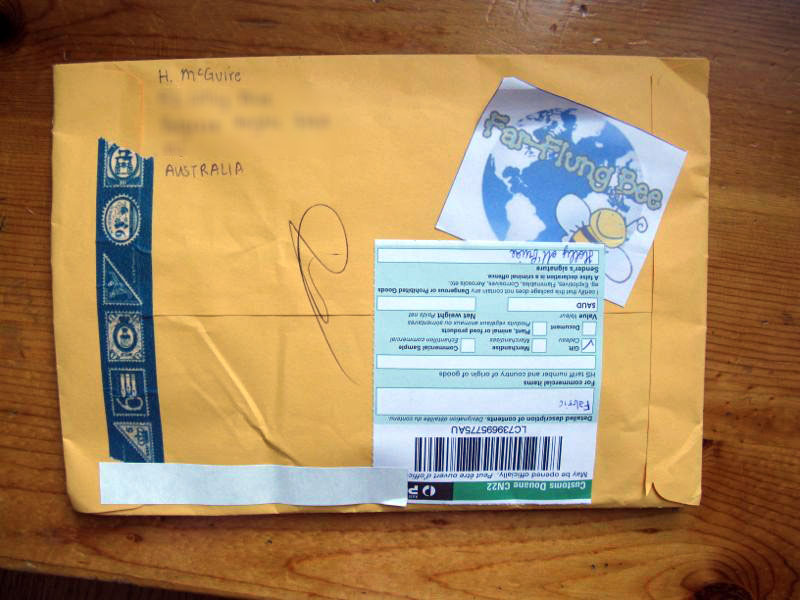 H. McGuire
AUSTRALIA
Far-Flung Bee
Customs Douane CN22
May be opened officially. Peut être ouvert d'offic
LC739695775AU
Detailed description of contents. Désignation détaillée du contenu.
Fabric
For commercial items
HS tariff number and country of origin of goods
Gift Cadeau
Merchandise Marchandises
Commercial Sample Echantillon commercial
Document
Plant, animal or food products Produits végétaux animaux ou alimentaires
Value Valeur
Net weight Poids net
$AUD
I certify that this package does not contain any Dangerous or Prohibited Goods
eg. Explosives, Flammables, Corrosives, Aerosols etc.
A false declaration is a criminal offence.
Sender's signature